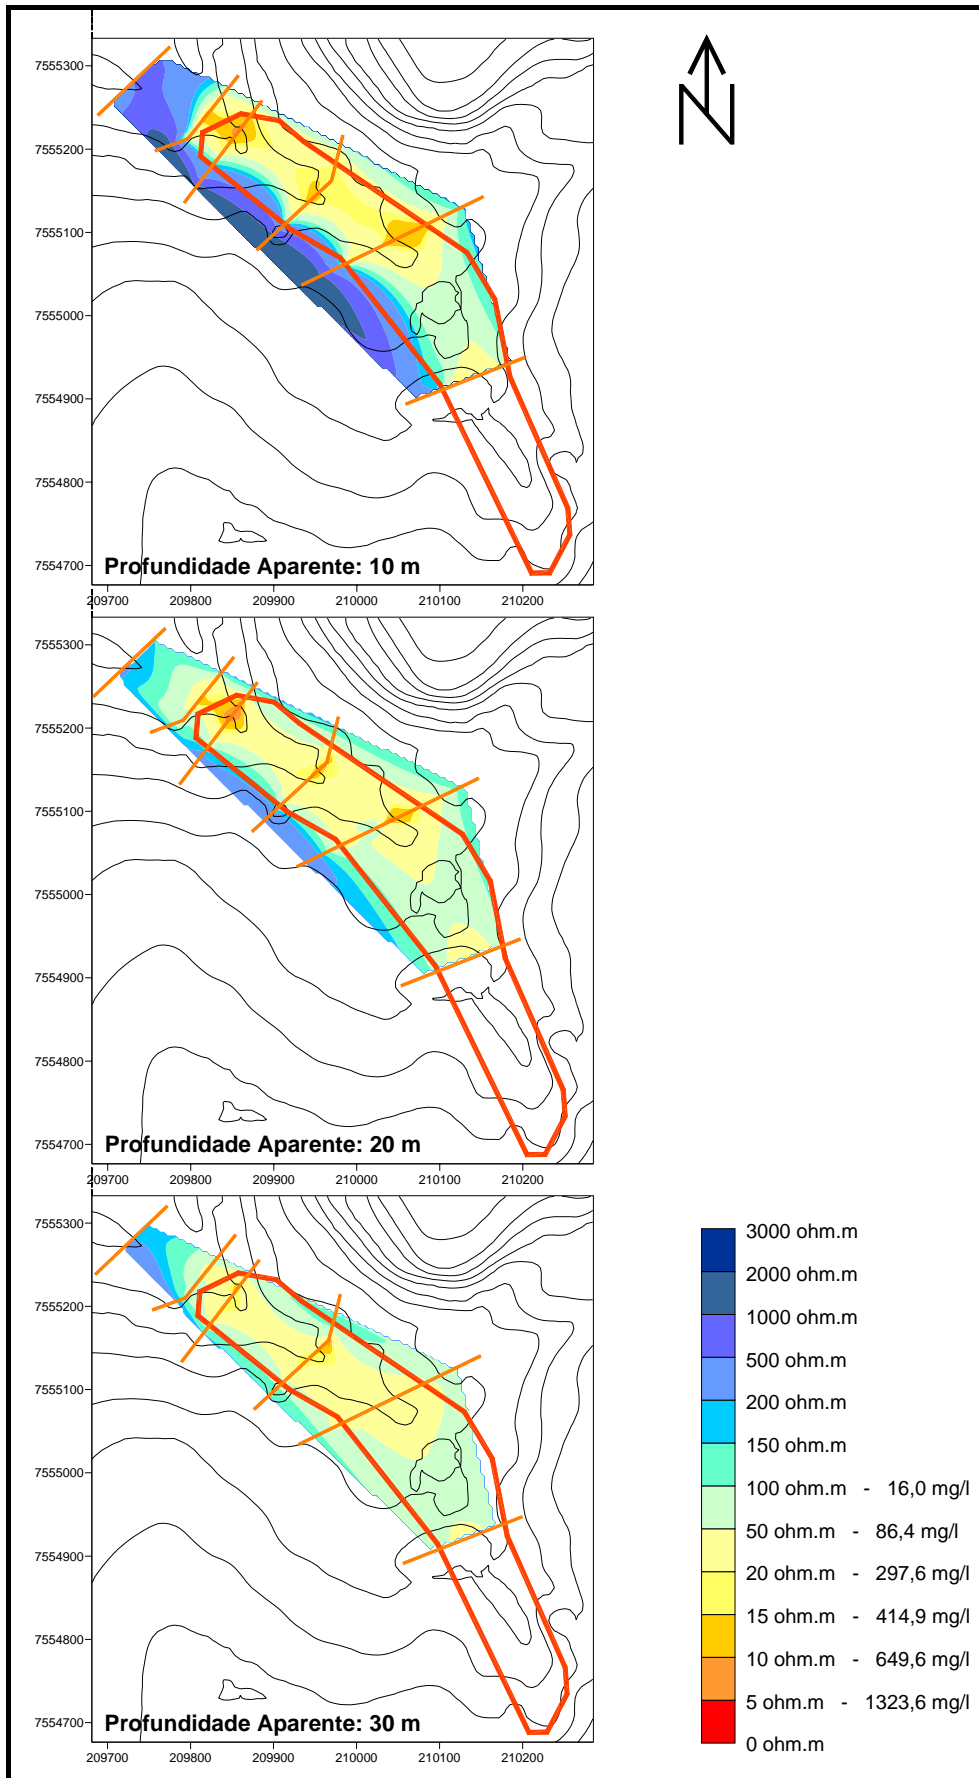 N
7555300
7555200
7555100
7555000
7554900
7554800
7554700
Profundidade Aparente: 10 m
209700 209800 209900 210000 210100 210200
7555300
7555200
7555100
7555000
7554900
7554800
7554700
Profundidade Aparente: 20 m
209700 209800 209900 210000 210100 210200
7555300
7555200
7555100
7555000
7554900
7554800
7554700
Profundidade Aparente: 30 m
209700 209800 209900 210000 210100 210200
3000 ohm.m
2000 ohm.m
1000 ohm.m
500 ohm.m
200 ohm.m
150 ohm.m
100 ohm.m - 16,0 mg/l
50 ohm.m - 86,4 mg/l
20 ohm.m - 297,6 mg/l
15 ohm.m - 414,9 mg/l
10 ohm.m - 649,6 mg/l
5 ohm.m - 1323,6 mg/l
0 ohm.m